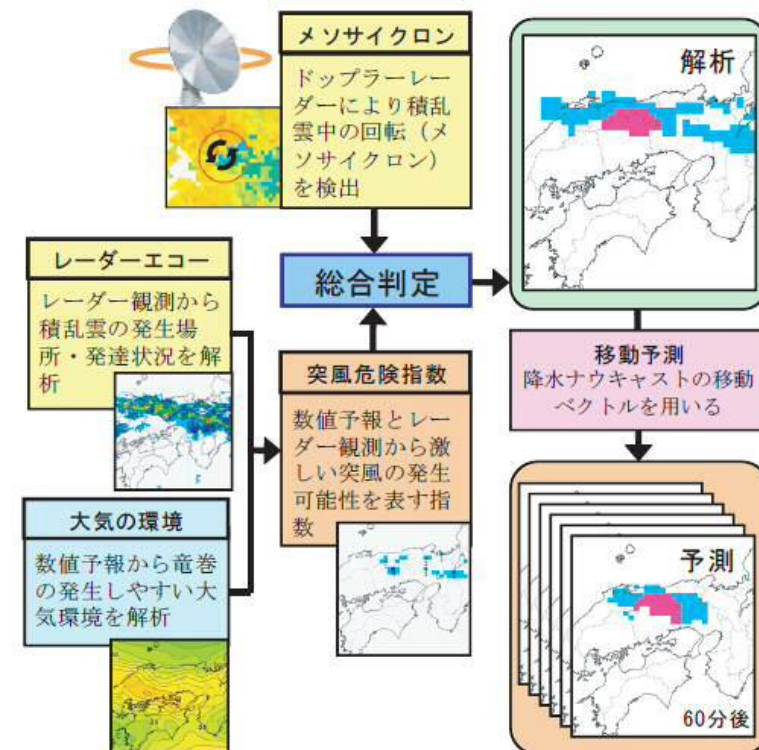 メソサイクロン
ドップラーレー
ダーにより積乱
雲中の回転（メ
ソサイクロン）
を検出
レーダーエコー
レーダー観測から
積乱雲の発生場
所・発達状況を解
析
大気の環境
数値予報から竜巻
の発生しやすい大
気環境を解析
突風危険指数
数値予報とレー
ダー観測から激
しい突風の発生
可能性を表す指
数
総合判定
解析
移動予測
降水ナウキャストの移動
ベクトルを用いる
予測
60分後